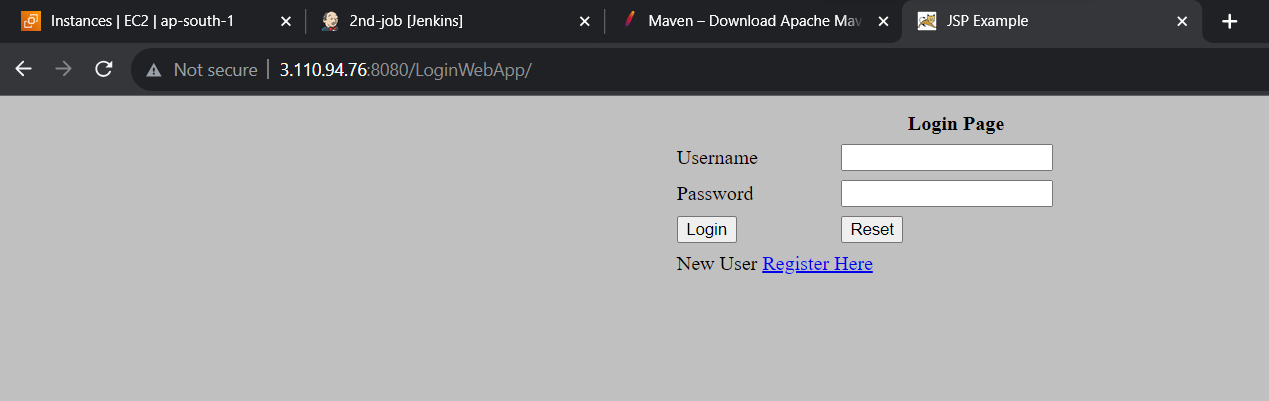 Instances | EC2 | ap-south-1
2nd-job [Jenkins]
Maven – Download Apache Mav
JSP Example
Not secure
3.110.94.76:8080/LoginWebApp/
Login Page
Username
Password
Login
Reset
New User Register Here